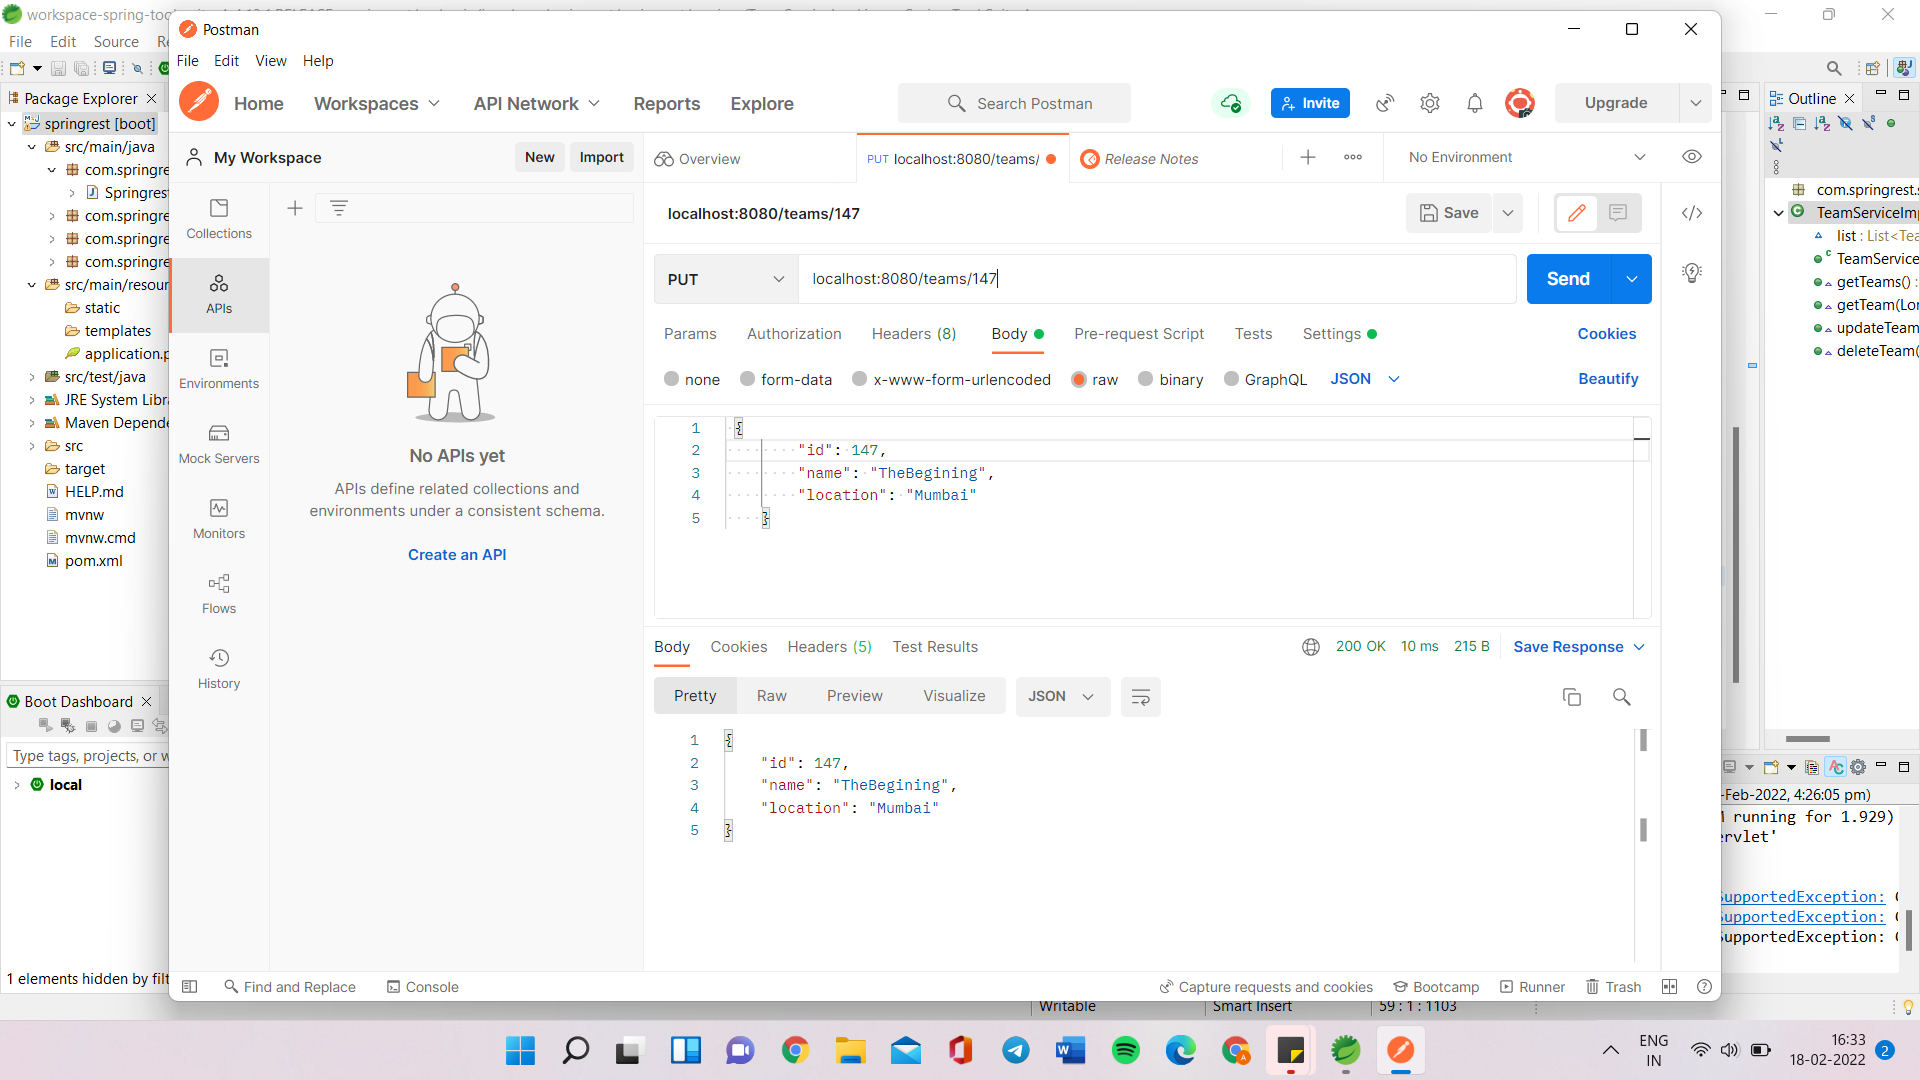 Postman
File Edit Source
File Edit View Help
Home Workspaces API Network Reports Explore
Search Postman
Invite
Upgrade
Package Explorer
Outline
springrest [boot]
src/main/java
com.springre
Springrest
com.springre
com.springre
com.springre
src/main/resour
static
templates
application.p
src/test/java
JRE System Libra
Maven Depende
src
target
HELP.md
mvnw
mvnw.cmd
pom.xml
Boot Dashboard
Type tags, projects, or w
local
1 elements hidden by filt
My Workspace
New Import
Collections
APIs
Environments
Mock Servers
Monitors
Flows
History
No APIs yet
APIs define related collections and
environments under a consistent schema.
Create an API
Overview
PUT localhost:8080/teams/
Release Notes
No Environment
localhost:8080/teams/147
Save
PUT
localhost:8080/teams/147
Send
Params Authorization Headers (8) Body Pre-request Script Tests Settings Cookies
none form-data x-www-form-urlencoded raw binary GraphQL JSON Beautify
1 {
2 "id": 147,
3 "name": "TheBegining",
4 "location": "Mumbai"
5 }
Body Cookies Headers (5) Test Results
200 OK 10 ms 215 B Save Response
Pretty Raw Preview Visualize JSON
1 {
2 "id": 147,
3 "name": "TheBegining",
4 "location": "Mumbai"
5 }
com.springrest.s
TeamServiceImp
list : List<Tea
TeamService
getTeams() :
getTeam(Lon
updateTeam
deleteTeam(
-Feb-2022, 4:26:05 pm)
running for 1.929)
rvlet'
SupportedException:
SupportedException:
SupportedException:
Find and Replace Console
Capture requests and cookies Bootcamp Runner Trash
Writable Smart Insert 59 : 1 : 1103
ENG
IN
16:33
18-02-2022
2